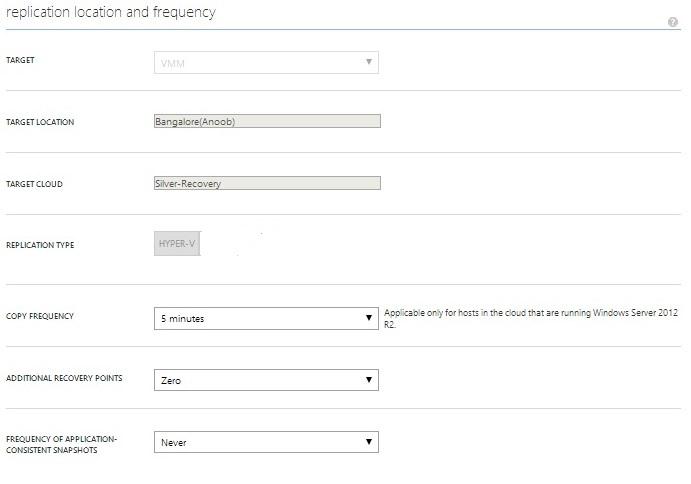 replication location and frequency
?
TARGET
VMM
TARGET LOCATION
Bangalore(Anoob)
TARGET CLOUD
Silver-Recovery
REPLICATION TYPE
HYPER-V
COPY FREQUENCY
5 minutes
Applicable only for hosts in the cloud that are running Windows Server 2012
R2.
ADDITIONAL RECOVERY POINTS
Zero
FREQUENCY OF APPLICATION-
CONSISTENT SNAPSHOTS
Never